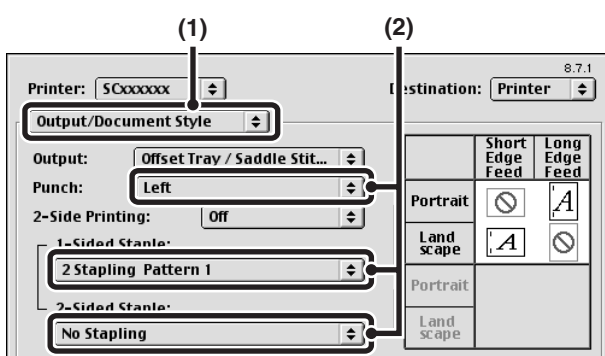 (1) (2)
8.7.1
Printer: SCxxxxxx Destination: Printer
Output/Document Style
Output: Offset Tray / Saddle Stit...
Punch: Left
2-Side Printing: Off
1-Sided Staple:
2 Stapling Pattern 1
2-Sided Staple:
No Stapling
Short Edge Feed
Long Edge Feed
Portrait A
Land scape A
Portrait
Land scape